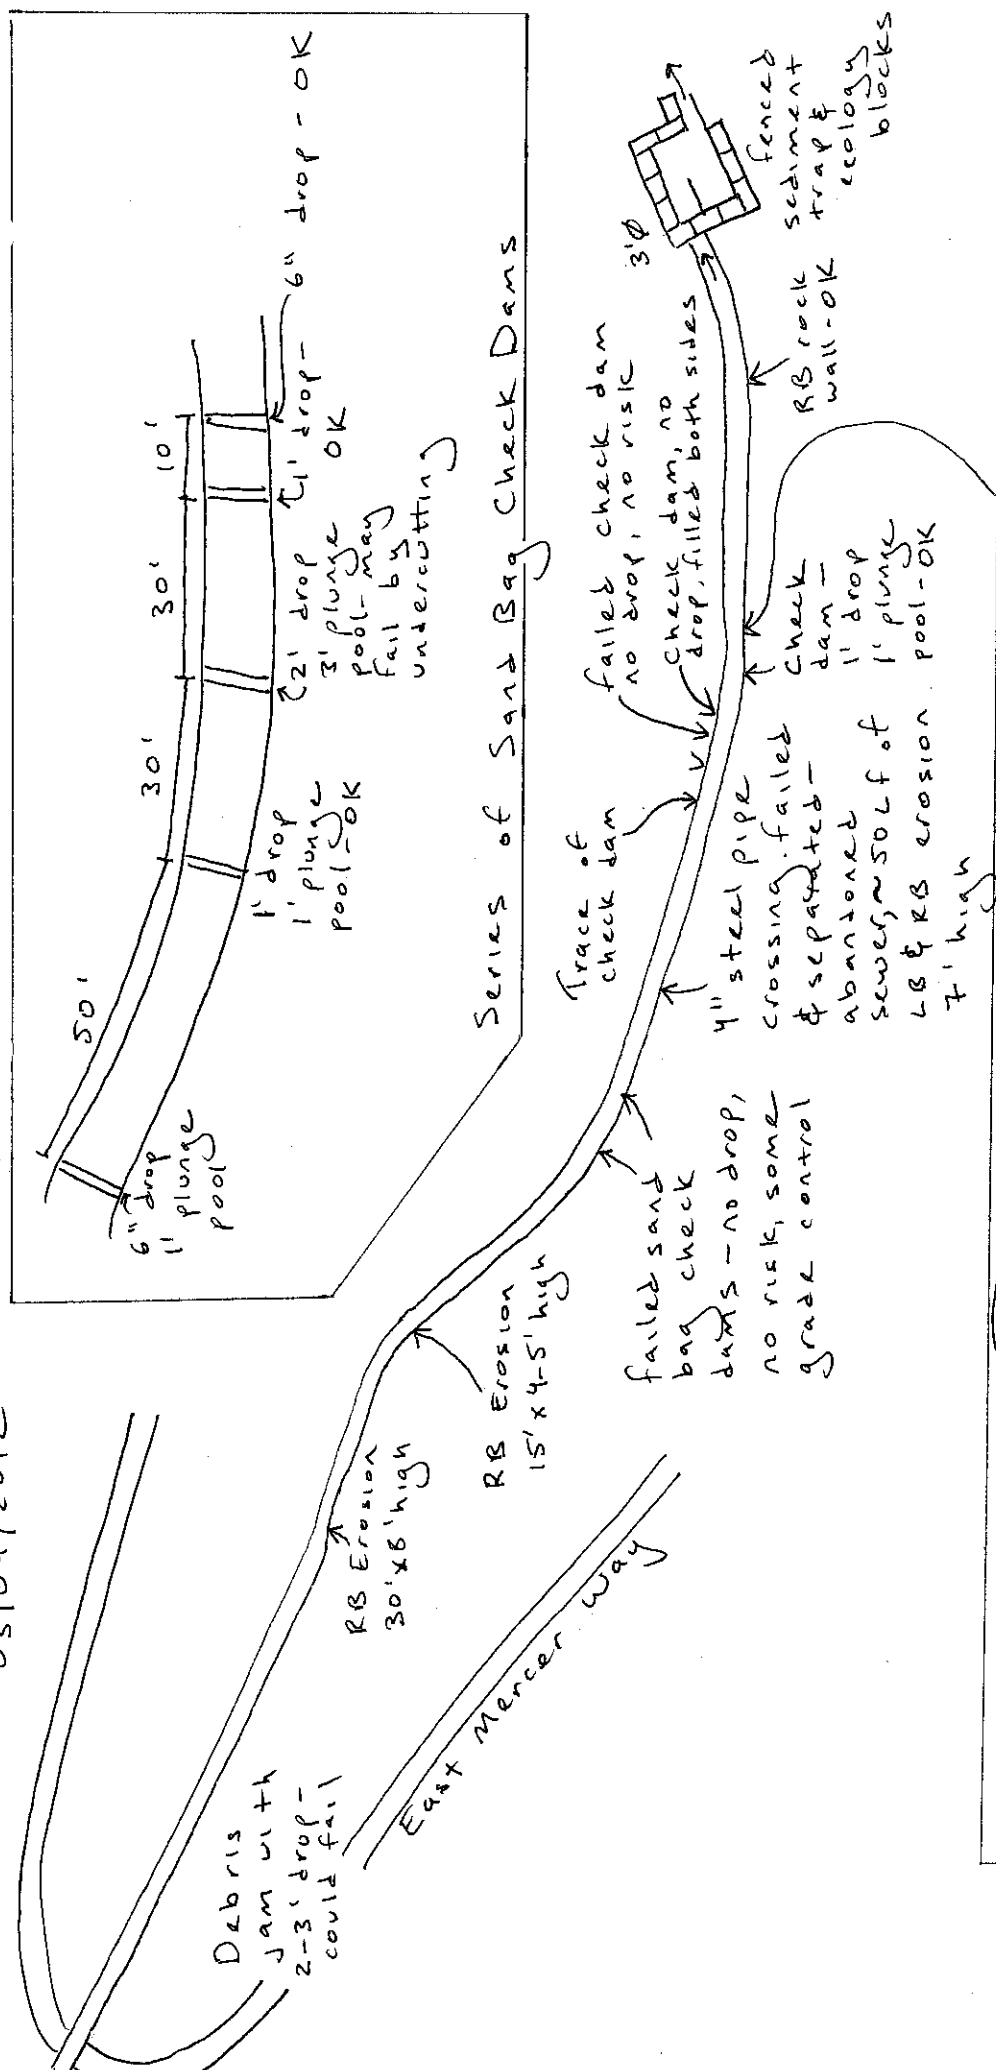 05/04/2012
50'
30'
30'
10'
6" drop
1' plunge
pool
1' drop
1' plunge
pool-OK
2' drop
3' plunge
pool-may
fail by
undercutting
1' drop-
OK
6" drop - OK
Series of Sand Bag Check Dams
Debris
Jam with
2-3' drop-
could fail
East Mercer Way
RB Erosion
30'x8' high
RB Erosion
15'x4-5' high
failed sand
bag check
dams - no drop,
no risk, some
grade control
4" steel pipe
crossing failed
& separated-
abandoned
sewer, ~50 LF of
LB & RB erosion
7' high
Trace of
check dam
failed check dam
no drop, no risk
Check dam, no
drop, filled both sides
Check
dam-
1' drop
1' plunge
pool-OK
RB rock
wall-OK
3'Ø
fenced
sediment
trap &
ecology
blocks